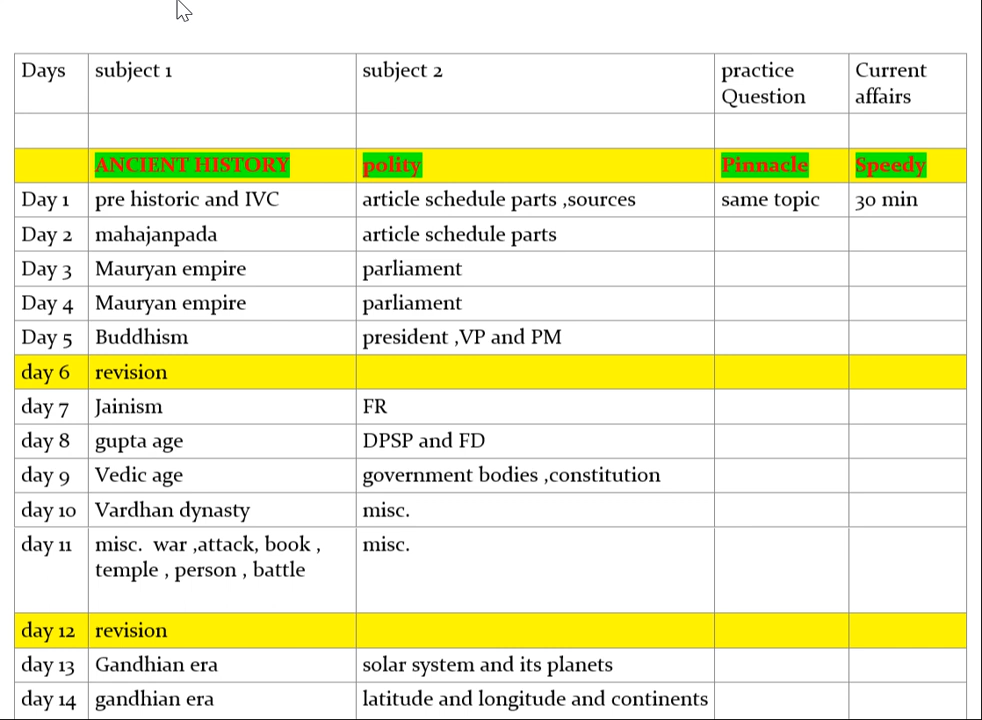 Days subject 1 subject 2 practice Question Current affairs
ANCIENT HISTORY polity Pinnacle Speedy
Day 1 pre historic and IVC article schedule parts ,sources same topic 30 min
Day 2 mahajanpada article schedule parts
Day 3 Mauryan empire parliament
Day 4 Mauryan empire parliament
Day 5 Buddhism president ,VP and PM
day 6 revision
day 7 Jainism FR
day 8 gupta age DPSP and FD
day 9 Vedic age government bodies ,constitution
day 10 Vardhan dynasty misc.
day 11 misc. war ,attack, book , misc.
temple , person , battle
day 12 revision
day 13 Gandhian era solar system and its planets
day 14 gandhian era latitude and longitude and continents